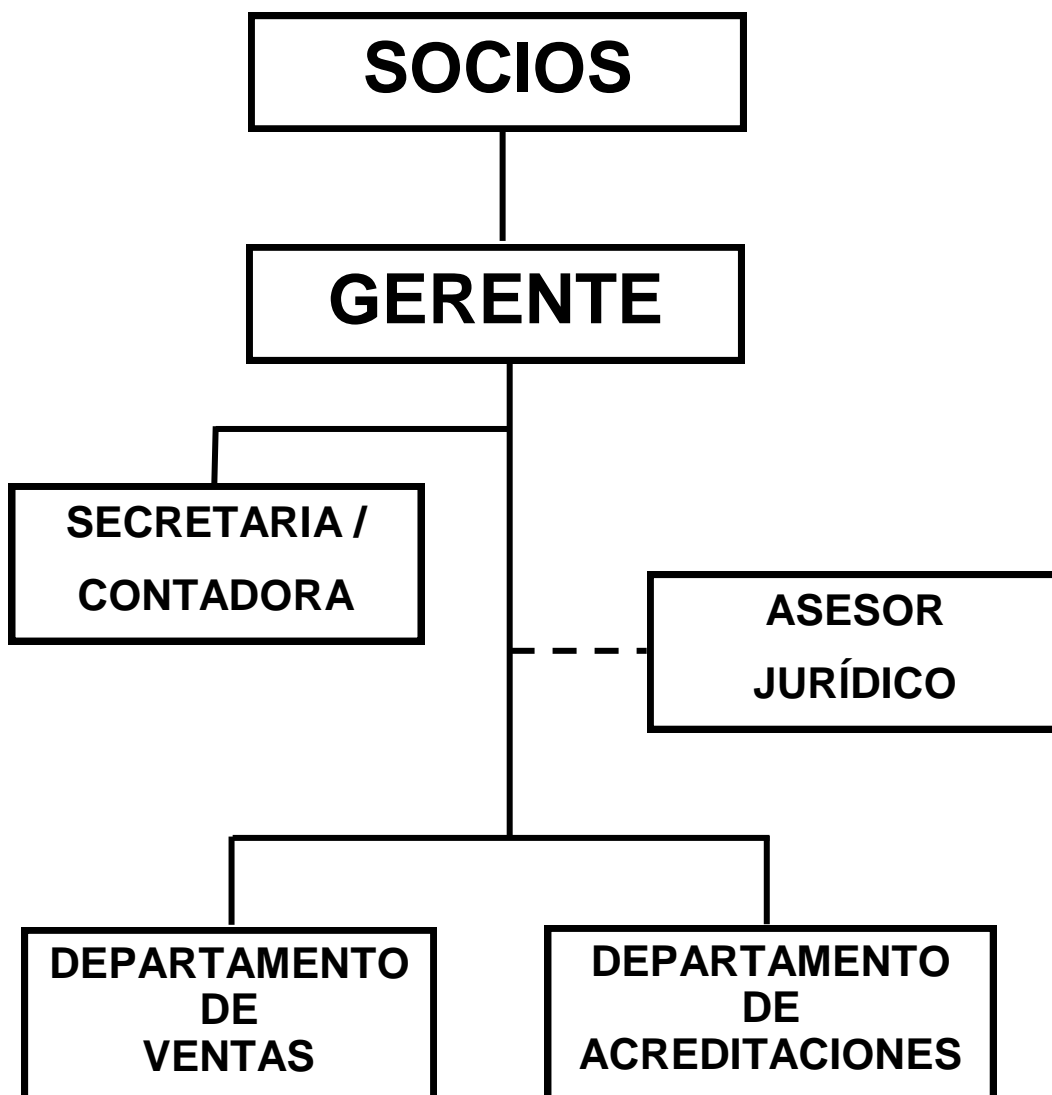 SOCIOS
GERENTE
SECRETARIA /
CONTADORA
ASESOR
JURÍDICO
DEPARTAMENTO
DE
VENTAS
DEPARTAMENTO
DE
ACREDITACIONES